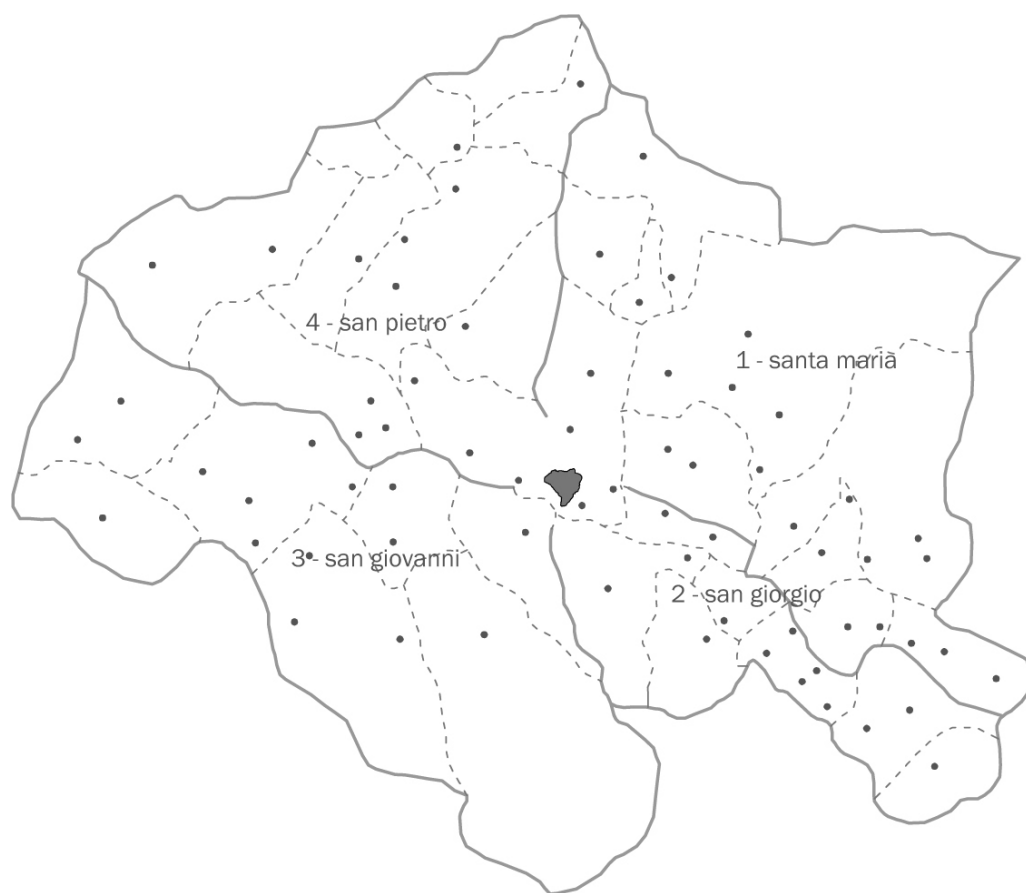 4 - san pietro
1 - santa maria
3 - san giovanni
2 - san giorgio